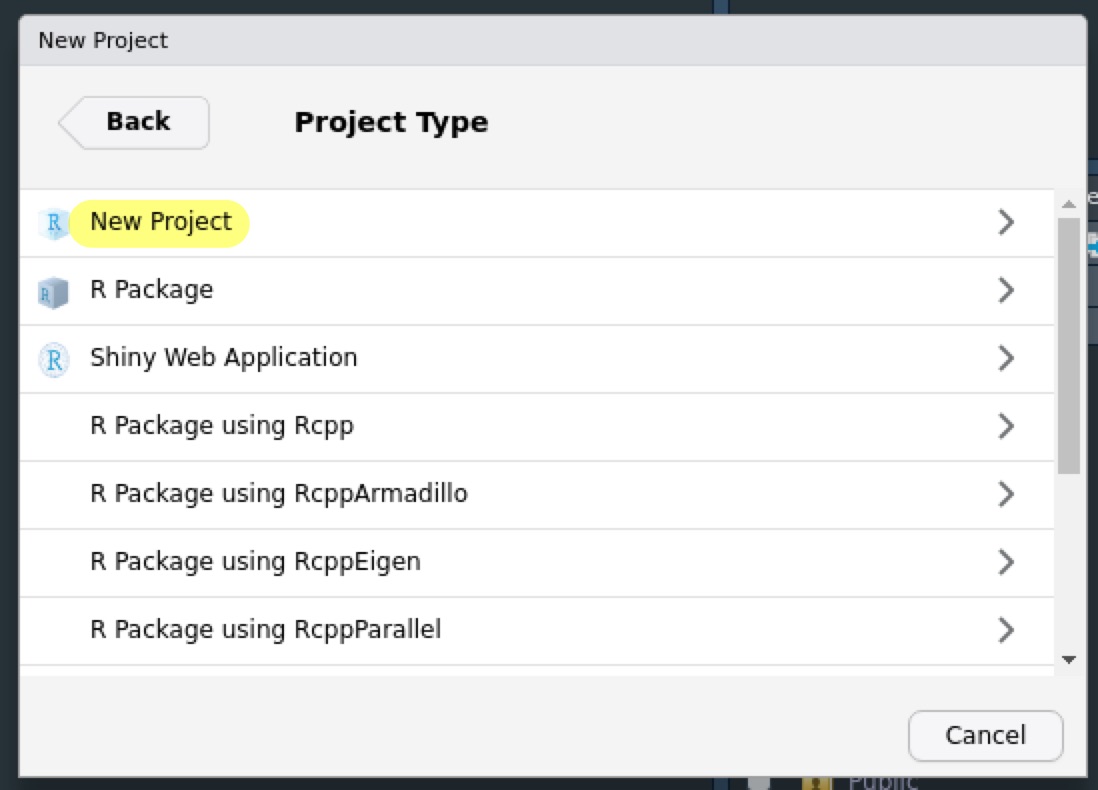 New Project
Back
Project Type
R New Project
R R Package
R Shiny Web Application
R Package using Rcpp
R Package using RcppArmadillo
R Package using RcppEigen
R Package using RcppParallel
Cancel
Public